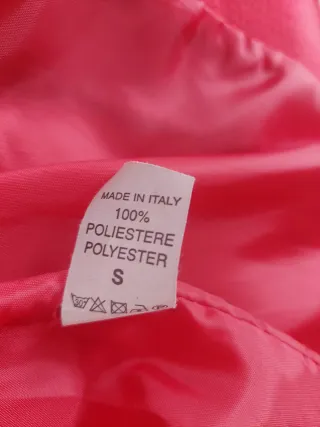 MADE IN ITALY
100%
POLIESTERE
POLYESTER
S